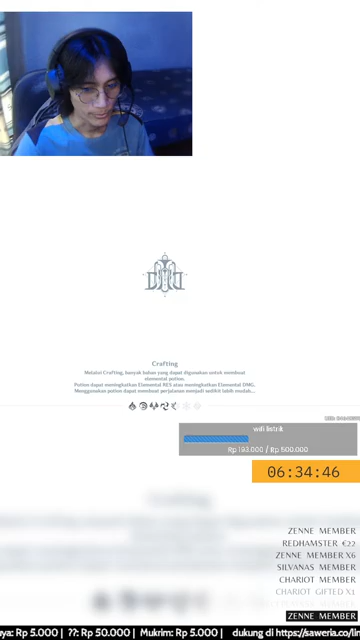 Crafting
Melalui Crafting, banyak bahan yang dapat digunakan untuk membuat
elemental potion.
Potion dapat meningkatkan Elemental RES atau meningkatkan Elemental DMG.
Menggunakan potion dapat membuat perjalanan menjadi sedikit lebih mudah...
wifi listrik
Rp 193.000 / Rp 500.000
06:34:46
ZENNE MEMBER
REDHAMSTER €22
ZENNE MEMBER X6
SILVANAS MEMBER
CHARIOT MEMBER
CHARIOT GIFTED X1
ZENNE MEMBER
uya: Rp 5.000 | ??: Rp 50.000 | Mukrim: Rp 5.000 | dukung di https://saweria.co/